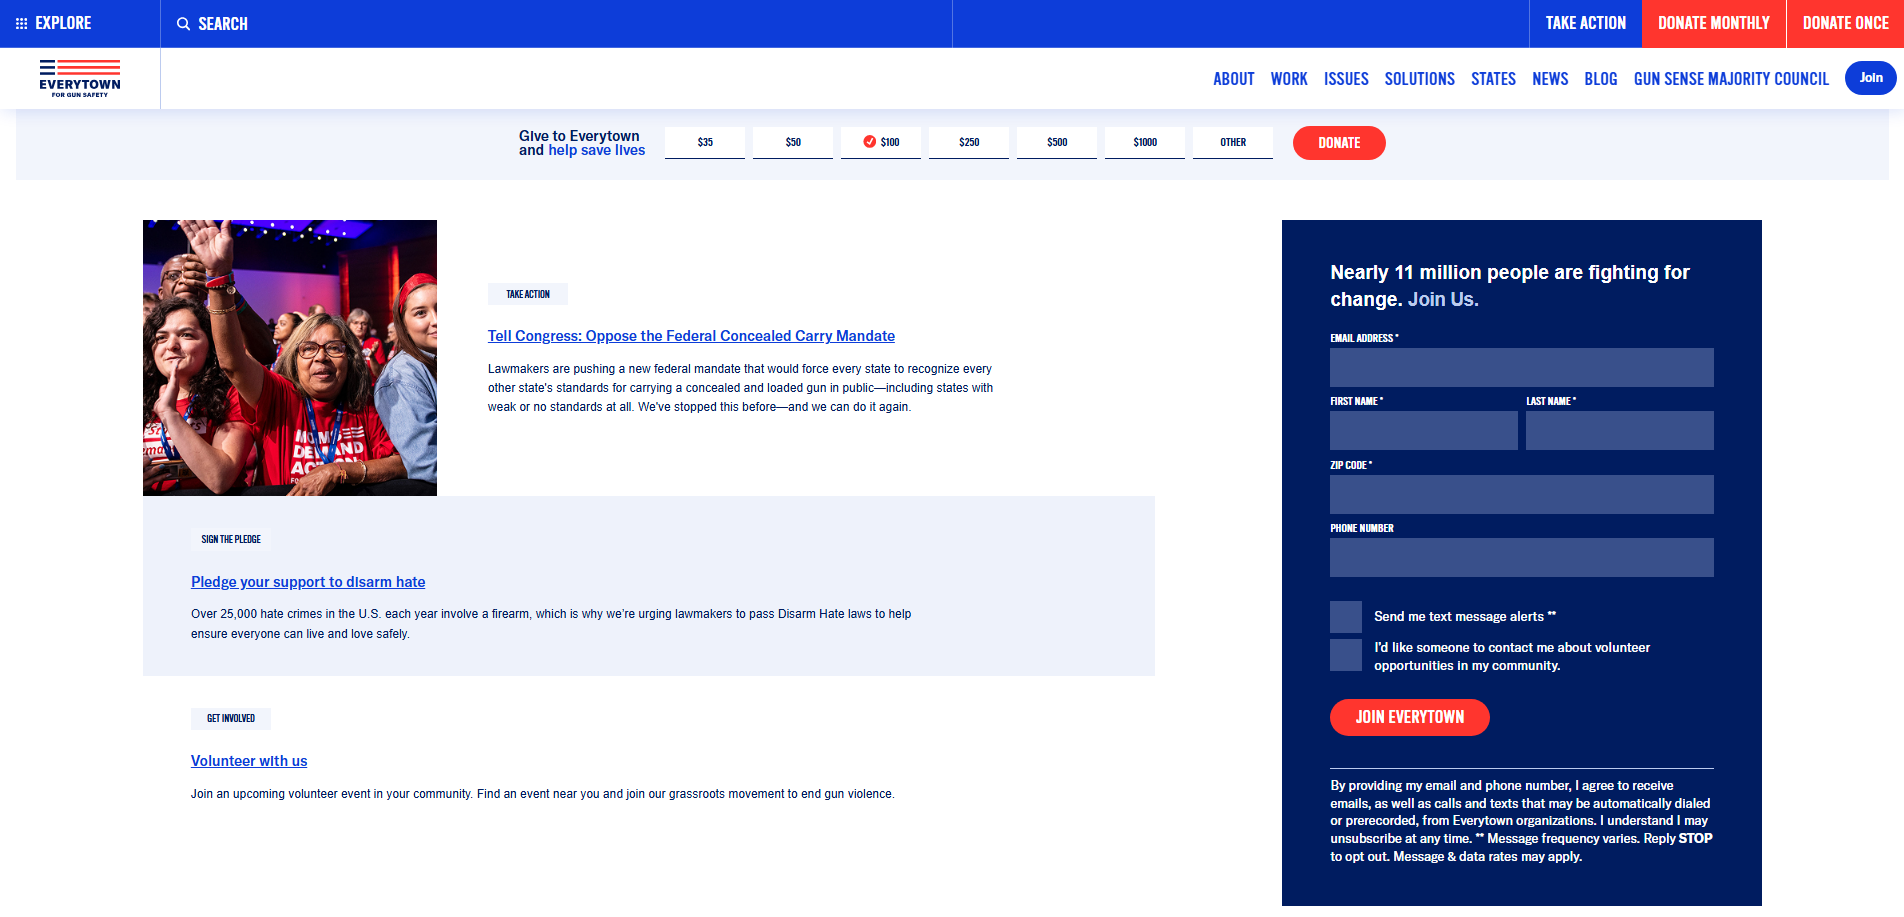 EXPLORE
SEARCH
TAKE ACTION
DONATE MONTHLY
DONATE ONCE
EVERYTOWN
FOR GUN SAFETY
ABOUT
WORK
ISSUES
SOLUTIONS
STATES
NEWS
BLOG
GUN SENSE MAJORITY COUNCIL
Join
Give to Everytown
and help save lives
$35
$50
$100
$250
$500
$1000
OTHER
DONATE
MOMS
DEMAND
ACTION
TAKE ACTION
Tell Congress: Oppose the Federal Concealed Carry Mandate
Lawmakers are pushing a new federal mandate that would force every state to recognize every
other state's standards for carrying a concealed and loaded gun in public—including states with
weak or no standards at all. We've stopped this before—and we can do it again.
SIGN THE PLEDGE
Pledge your support to disarm hate
Over 25,000 hate crimes in the U.S. each year involve a firearm, which is why we're urging lawmakers to pass Disarm Hate laws to help
ensure everyone can live and love safely.
GET INVOLVED
Volunteer with us
Join an upcoming volunteer event in your community. Find an event near you and join our grassroots movement to end gun violence.
Nearly 11 million people are fighting for
change. Join Us.
EMAIL ADDRESS *
FIRST NAME *
LAST NAME *
ZIP CODE *
PHONE NUMBER
Send me text message alerts **
I'd like someone to contact me about volunteer
opportunities in my community.
JOIN EVERYTOWN
By providing my email and phone number, I agree to receive
emails, as well as calls and texts that may be automatically dialed
or prerecorded, from Everytown organizations. I understand I may
unsubscribe at any time. ** Message frequency varies. Reply STOP
to opt out. Message & data rates may apply.